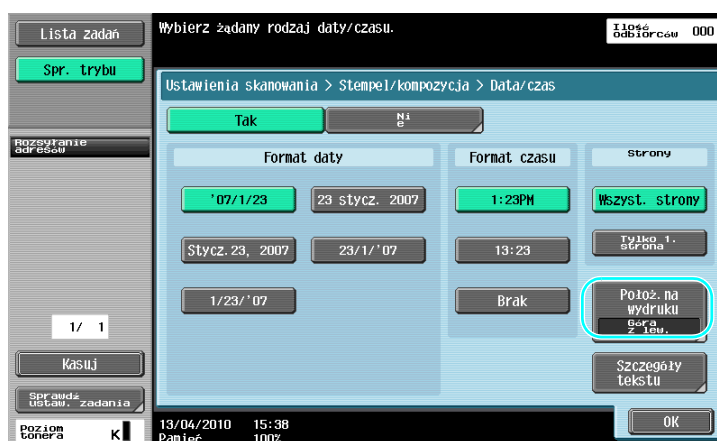 Lista zadań
Wybierz żądany rodzaj daty/czasu.
Ilość
odbiorców 000
Spr. trybu
Ustawienia skanowania > Stempel/kompozycja > Data/czas
Tak
Ni
e
Rozsyłanie
adresów
Format daty
Format czasu
Strony
'07/1/23
23 stycz. 2007
1:23PM
Wszyst. strony
Stycz.23, 2007
23/1/'07
13:23
Tylko 1.
strona
1/23/'07
Brak
Położ.na
wydruku
Góra
z lew.
1/ 1
Kasuj
Szczegóły
tekstu
Sprawdź
ustaw. zadania
Poziom
tonera K
13/04/2010 15:38
Pamięć 100%
OK